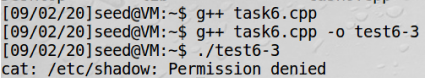 [09/02/20]seed@VM:~$ g++ task6.cpp
[09/02/20]seed@VM:~$ g++ task6.cpp -o test6-3
[09/02/20]seed@VM:~$ ./test6-3
cat: /etc/shadow: Permission denied